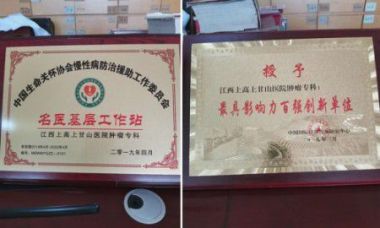 中国生命关怀协会慢性病防治援助工作委员会
名医基层工作站
江西上高上甘山医院肿瘤专科
二零一九年四月
授予
江西上高上甘山医院肿瘤专科:
最具影响力百强创新单位